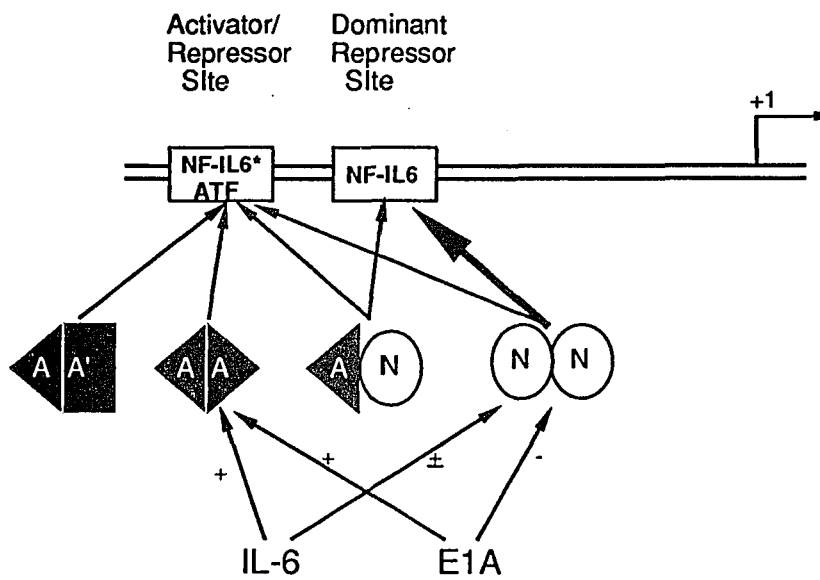 Activator/
Repressor
SIte
Dominant
Repressor
SIte
+1
NF-IL6*
ATF
NF-IL6
A A'
A A
A N
N N
+
+
±
-
IL-6
E1A